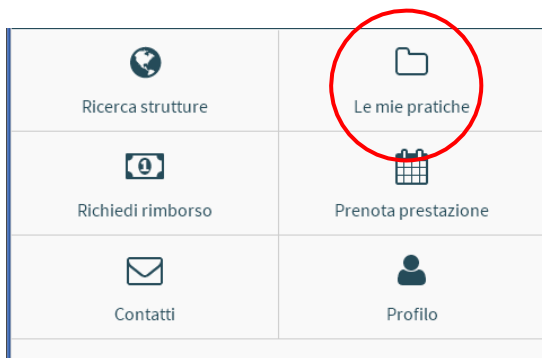 Ricerca strutture
Le mie pratiche
Richiedi rimborso
Prenota prestazione
Contatti
Profilo